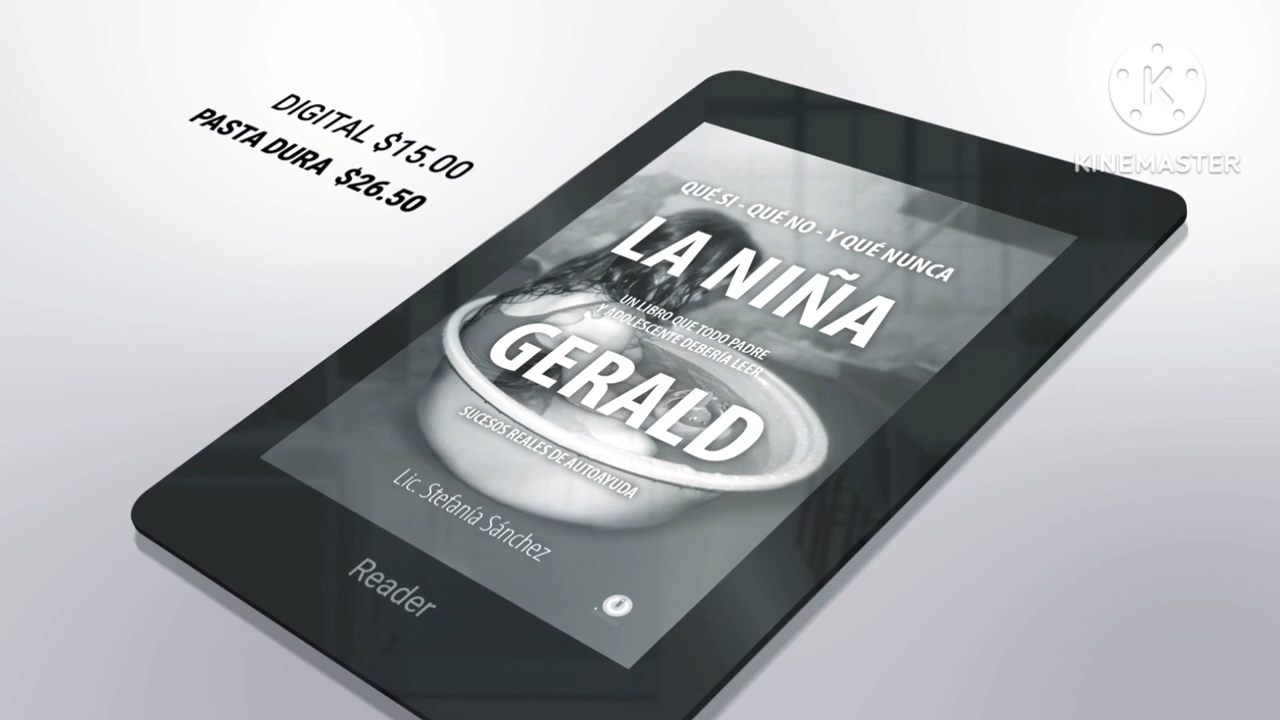 DIGITAL $15.00
PASTA DURA $26.50
KINEMASTER
QUÉ SI - QUÉ NO - Y QUÉ NUNCA
LA NIÑA
UN LIBRO QUE TODO PADRE
Y ADOLESCENTE DEBERIA LEER
GERALD
SUCESOS REALES DE AUTOAYUDA
Lic. Stefanía Sánchez
Reader